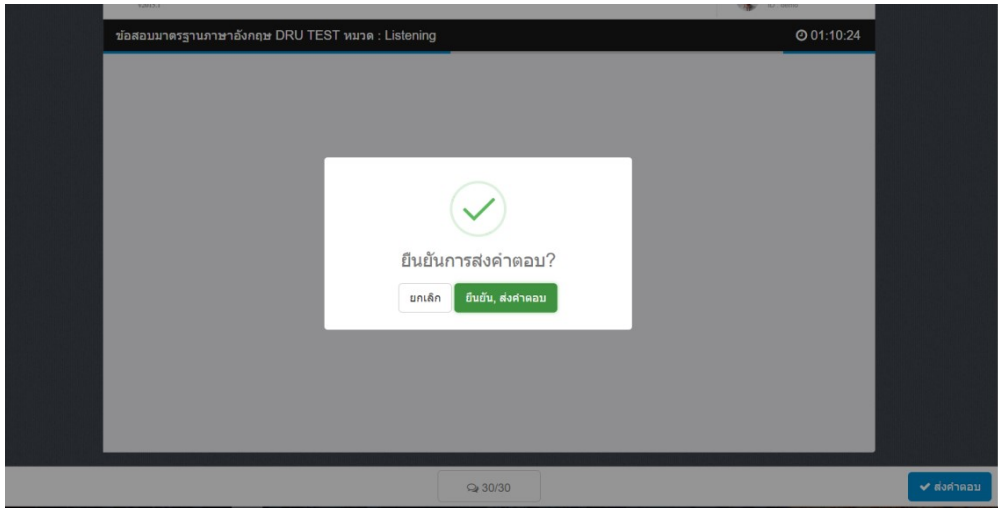 ข้อสอบมาตรฐานภาษาอังกฤษ DRU TEST หมวด : Listening
01:10:24
ยืนยันการส่งคำตอบ?
ยกเลิก
ยืนยัน, ส่งคำตอบ
30/30
ส่งคำตอบ